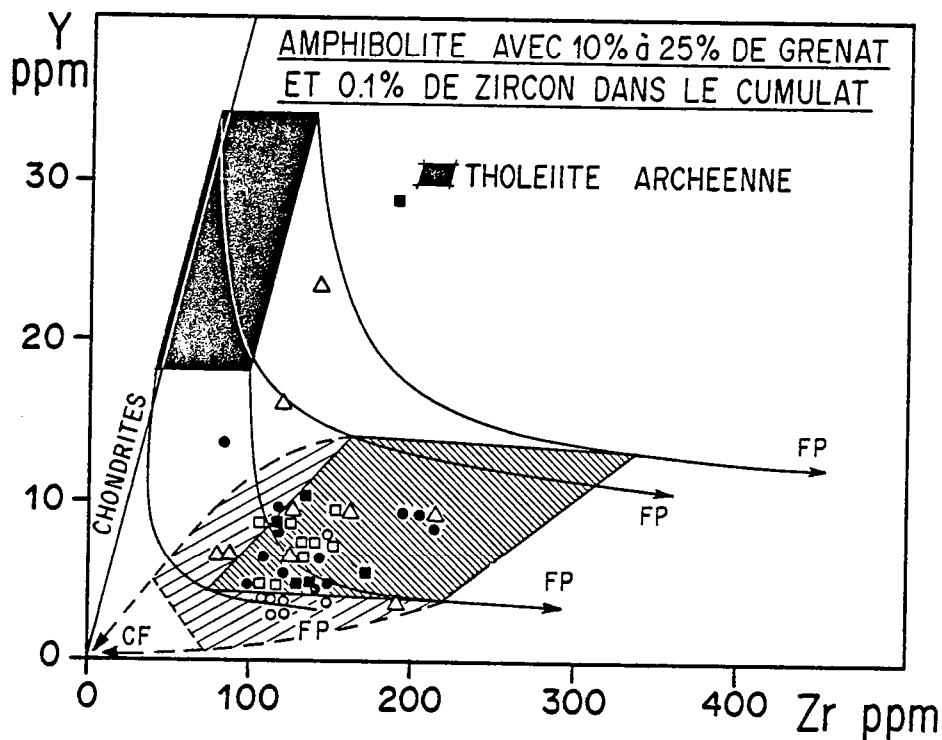 Y
ppm
AMPHIBOLITE AVEC 10% à 25% DE GRENAT
ET 0.1% DE ZIRCON DANS LE CUMULAT
THOLEIITE ARCHEENNE
30
20
10
0
CHONDRITES
FP
FP
FP
FP
CF
0
100
200
300
400
Zr ppm